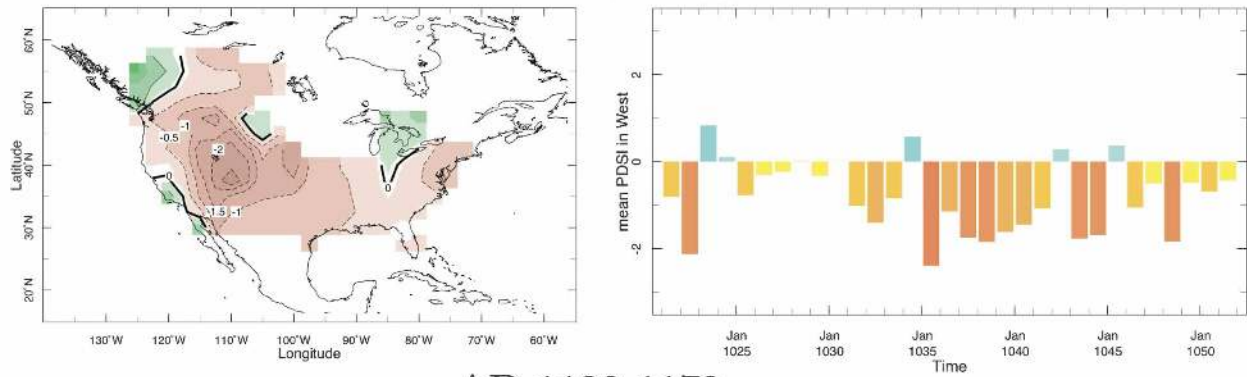 60°N
50°N
40°N
30°N
20°N
Latitude
-0.5
-1
-2
0
0
-1.5
-1
130°W
120°W
110°W
100°W
90°W
80°W
70°W
60°W
Longitude
2
0
-2
mean PDSI in West
Jan
1025
Jan
1030
Jan
1035
Jan
1040
Jan
1045
Jan
1050
Time